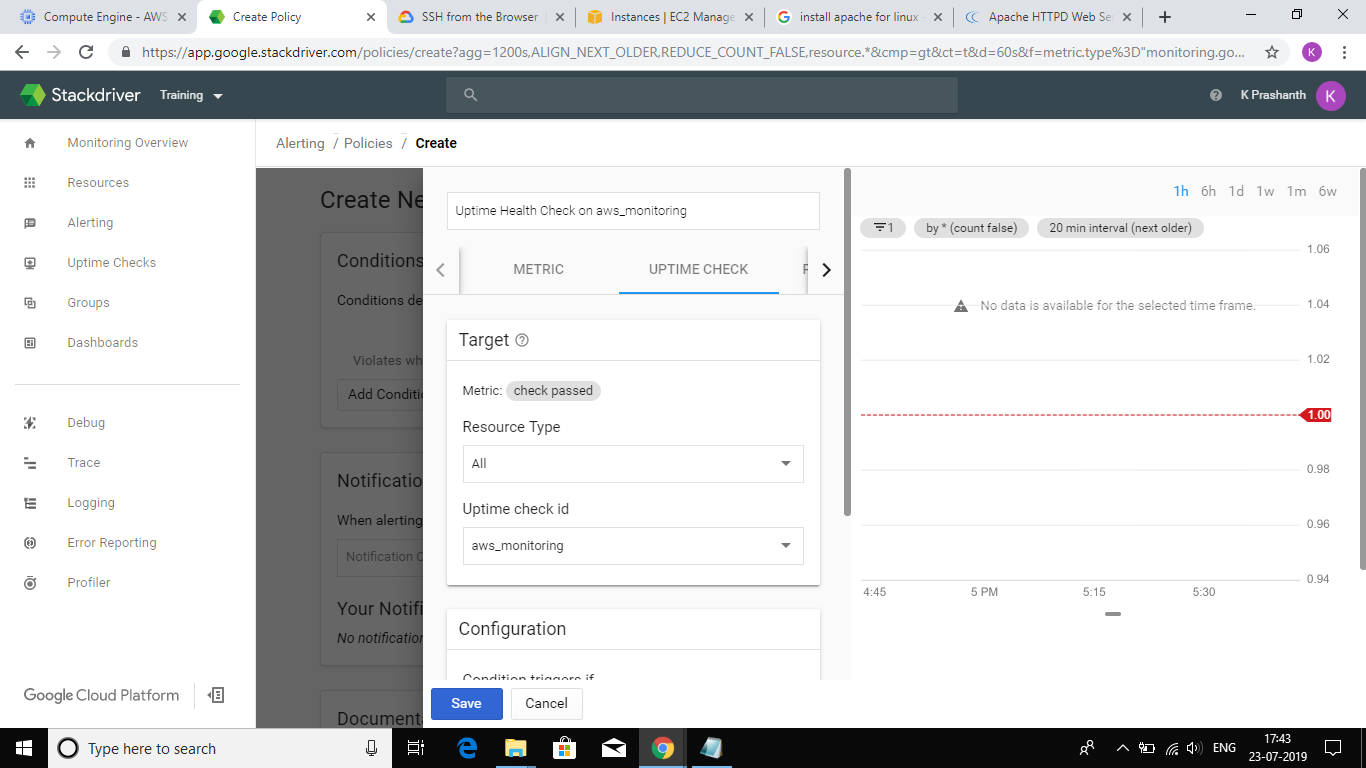 Compute Engine - AWS
Create Policy
SSH from the Browser
Instances | EC2 Manage
install apache for linux -
Apache HTTPD Web Se
https://app.google.stackdriver.com/policies/create?agg=1200s,ALIGN_NEXT_OLDER,REDUCE_COUNT_FALSE,resource.*&cmp=gt&ct=t&d=60s&f=metric.type%3D"monitoring.go...
K
Stackdriver
Training
K Prashanth
K
Monitoring Overview
Resources
Alerting
Uptime Checks
Groups
Dashboards
Debug
Trace
Logging
Error Reporting
Profiler
Google Cloud Platform
Alerting / Policies / Create
Create Ne
Conditions
Conditions de
Violates wh
Add Conditi
Notificatio
When alerting
Notification C
Your Notifi
No notification
Document
Uptime Health Check on aws_monitoring
METRIC
UPTIME CHECK
Target
Metric: check passed
Resource Type
All
Uptime check id
aws_monitoring
Configuration
Condition triggers if
Save
Cancel
1h 6h 1d 1w 1m 6w
1
by * (count false)
20 min interval (next older)
No data is available for the selected time frame.
1.06
1.04
1.02
1.00
0.98
0.96
0.94
4:45
5 PM
5:15
5:30
Type here to search
ENG
17:43
23-07-2019